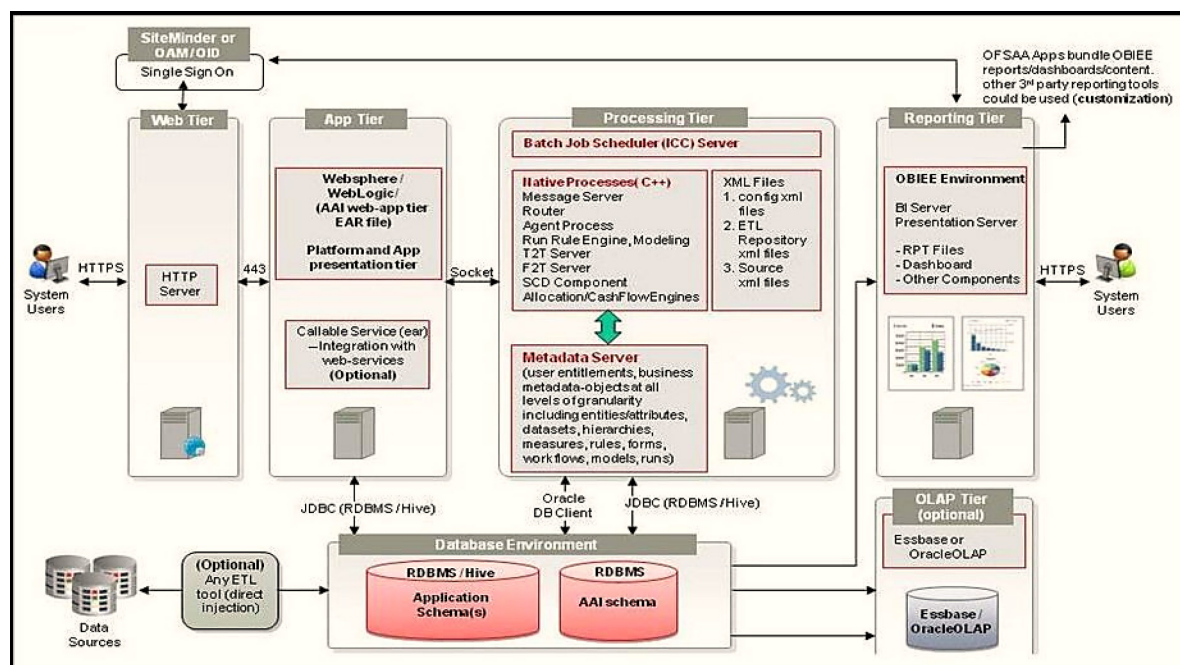 SiteMinder or
OAM/OID
Single Sign On
OFSAA Apps bundle OBIEE
reports/dashboards/content.
other 3rd party reporting tools
could be used (customization)
Web Tier
App Tier
Processing Tier
Reporting Tier
System
Users
HTTPS
HTTP
Server
443
Websphere /
WebLogic/
(AAI web-app tier
EAR file)
Platform and App
presentation tier
Callable Service (ear)
–Integration with
web-services
(Optional)
Socket
Batch Job Scheduler (ICC) Server
Native Processes( C++)
Message Server
Router
Agent Process
Run Rule Engine, Modeling
T2T Server
F2T Server
SCD Component
Allocation/CashFlowEngines
XML Files
1. config xml
files
2. ETL
Repository
xml files
3. Source
xml files
Metadata Server
(user entitlements, business
metadata-objects at all
levels of granularity
including entities/attributes,
datasets, hierarchies,
measures, rules, forms,
workflows, models, runs)
OBIEE Environment
BI Server
Presentation Server
- RPT Files
- Dashboard
- Other Components
HTTPS
System
Users
JDBC (RDBMS /Hive)
Oracle
DB Client
JDBC (RDBMS /Hive)
OLAP Tier
(optional)
Essbase or
OracleOLAP
Essbase /
OracleOLAP
Database Environment
RDBMS / Hive
Application
Schema(s)
RDBMS
AAI schema
(Optional)
Any ETL
tool (direct
injection)
Data
Sources